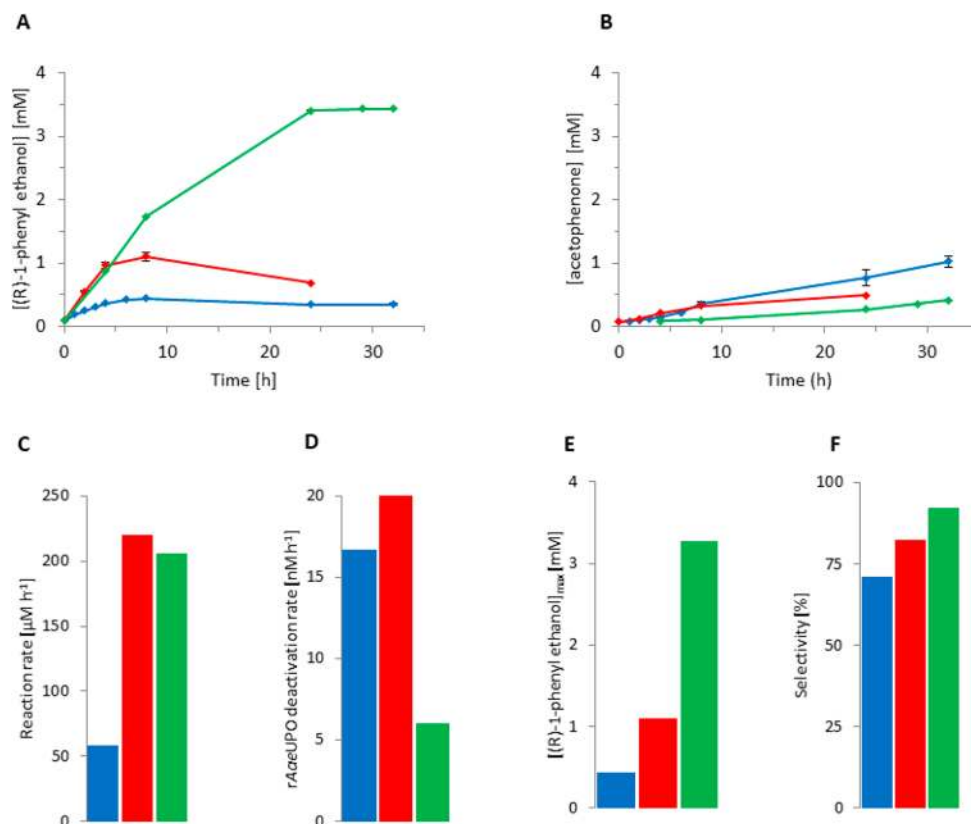 A
[(R)-1-phenyl ethanol] [mM]
4
3
2
1
0
0
10
20
30
Time [h]
B
[acetophenone] [mM]
4
3
2
1
0
0
10
20
30
Time (h)
C
Reaction rate [µM h-1]
250
200
150
100
50
0
D
rAaeUPO deactivation rate [nM h-1]
20
15
10
5
0
E
[(R)-1-phenyl ethanol]max [mM]
4
3
2
1
0
F
Selectivity [%]
100
75
50
25
0